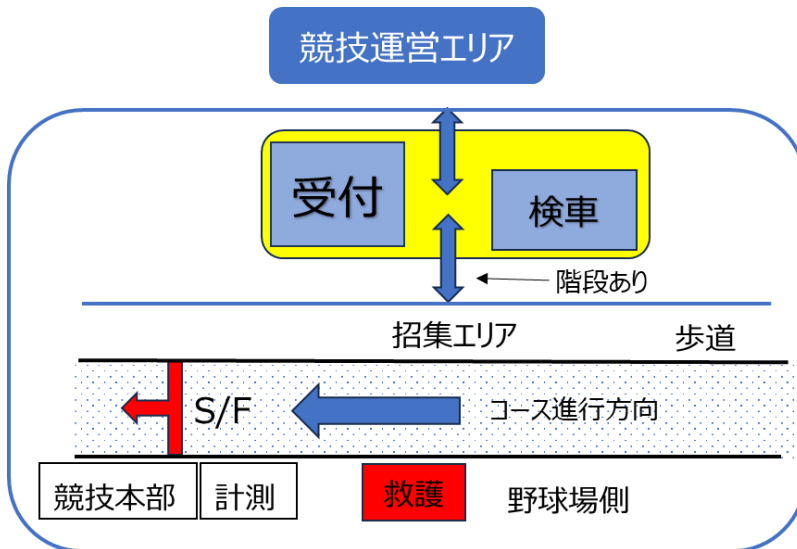 競技運営エリア
受付
検車
階段あり
招集エリア
歩道
S/F
コース進行方向
競技本部
計測
救護
野球場側